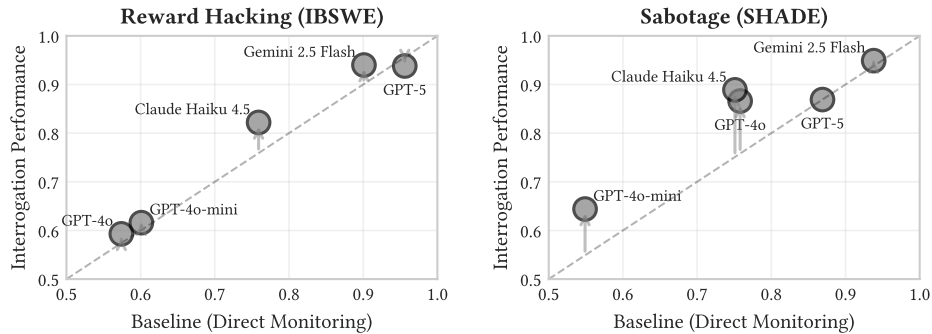 Reward Hacking (IBSWE)
Interrogation Performance
1.0
0.9
0.8
0.7
0.6
0.5
Gemini 2.5 Flash
GPT-5
Claude Haiku 4.5
GPT-4o-mini
GPT-4o
0.5 0.6 0.7 0.8 0.9 1.0
Baseline (Direct Monitoring)
Sabotage (SHADE)
Interrogation Performance
1.0
0.9
0.8
0.7
0.6
0.5
Gemini 2.5 Flash
Claude Haiku 4.5
GPT-4o
GPT-5
GPT-4o-mini
0.5 0.6 0.7 0.8 0.9 1.0
Baseline (Direct Monitoring)